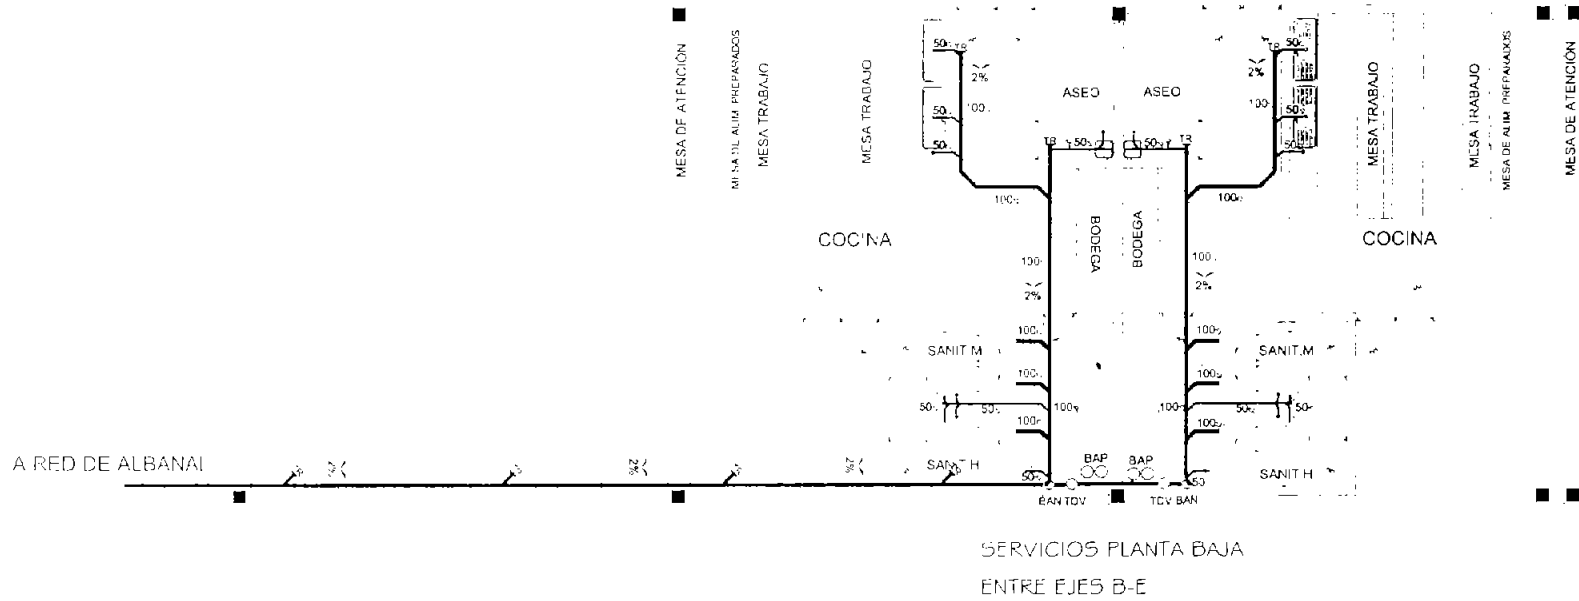 MESA DE ATENCIÓN
MESA DE ALIM. PREPARADOS
MESA TRABAJO
MESA TRABAJO
50
TR
2%
100
50
50
ASEO
ASEO
TR
50
50
TR
2%
100
TR
50
50
50
MESA TRABAJO
MESA TRABAJO
MESA DE ALIM PREPARADOS
MESA DE ATENCIÓN
100
100
COCINA
BODEGA
BODEGA
COCINA
100
100
2%
2%
100
100
SANIT M
SANIT.M
100
100
50
50
100
100
50
50
100
100
A RED DE ALBANAL
2%
2%
2%
SANIT H
BAP
BAP
SANIT H
50
50
BAN TDV
TDV BAN
SERVICIOS PLANTA BAJA
ENTRE EJES B-E